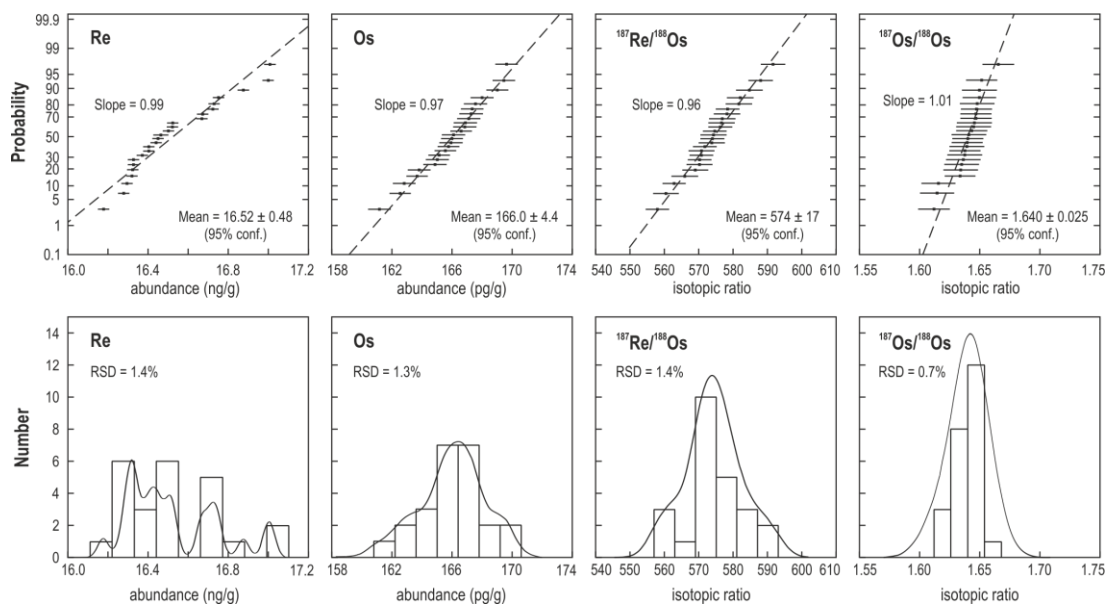 Re
Os
¹⁸⁷Re/¹⁸⁸Os
¹⁸⁷Os/¹⁸⁸Os
Probability
99.9
99
95
90
80
70
50
30
20
10
5
1
0.1
Slope = 0.99
Mean = 16.52 ± 0.48
(95% conf.)
16.0 16.4 16.8 17.2
abundance (ng/g)
Slope = 0.97
Mean = 166.0 ± 4.4
(95% conf.)
158 162 166 170 174
abundance (pg/g)
Slope = 0.96
Mean = 574 ± 17
(95% conf.)
540 550 560 570 580 590 600 610
isotopic ratio
Slope = 1.01
Mean = 1.640 ± 0.025
(95% conf.)
1.55 1.60 1.65 1.70 1.75
isotopic ratio
Number
14
12
10
8
6
4
2
0
Re
RSD = 1.4%
16.0 16.4 16.8 17.2
abundance (ng/g)
Os
RSD = 1.3%
158 162 166 170 174
abundance (pg/g)
¹⁸⁷Re/¹⁸⁸Os
RSD = 1.4%
540 550 560 570 580 590 600 610
isotopic ratio
¹⁸⁷Os/¹⁸⁸Os
RSD = 0.7%
1.55 1.60 1.65 1.70 1.75
isotopic ratio